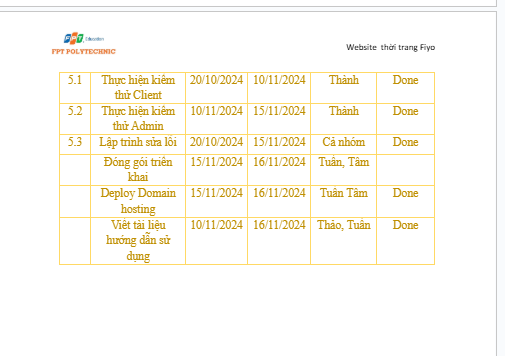 FPT Education
FPT POLYTECHNIC
Website thời trang Fiyo
5.1 Thực hiện kiểm 20/10/2024 10/11/2024 Thành Done
thử Client
5.2 Thực hiện kiểm 10/11/2024 15/11/2024 Thành Done
thử Admin
5.3 Lập trình sửa lỗi 20/10/2024 15/11/2024 Cả nhóm Done
Đóng gói triển 15/11/2024 16/11/2024 Tuấn, Tâm
khai
Deploy Domain 15/11/2024 16/11/2024 Tuấn Tâm Done
hosting
Viết tài liệu 10/11/2024 16/11/2024 Thảo, Tuấn Done
hướng dẫn sử
dụng